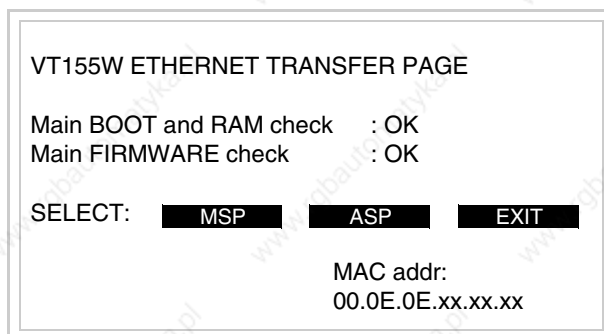 VT155W ETHERNET TRANSFER PAGE
Main BOOT and RAM check : OK
Main FIRMWARE check : OK
SELECT: MSP ASP EXIT
MAC addr:
00.0E.0E.xx.xx.xx